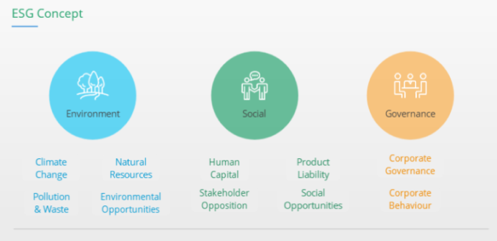 ESG Concept
Environment
Social
Governance
Climate
Change
Natural
Resources
Pollution
& Waste
Environmental
Opportunities
Human
Capital
Product
Liability
Stakeholder
Opposition
Social
Opportunities
Corporate
Governance
Corporate
Behaviour